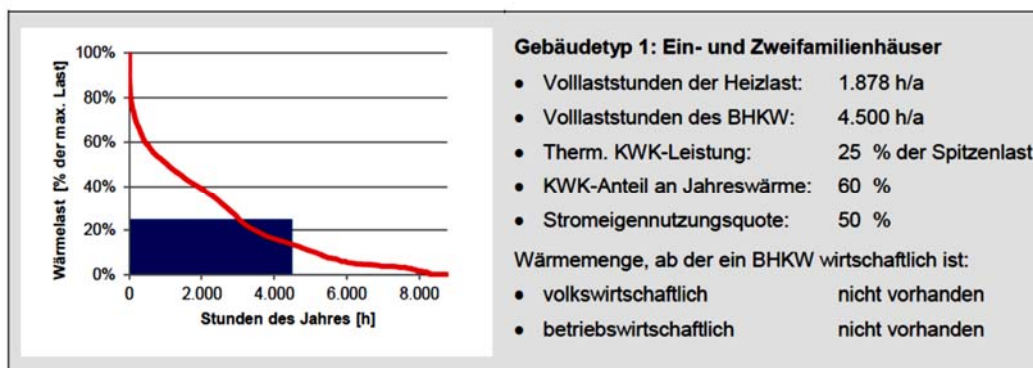 100%
80%
60%
40%
20%
0%
Wärmelast [% der max. Last]
0 2.000 4.000 6.000 8.000
Stunden des Jahres [h]
Gebäudetyp 1: Ein- und Zweifamilienhäuser
• Volllaststunden der Heizlast: 1.878 h/a
• Volllaststunden des BHKW: 4.500 h/a
• Therm. KWK-Leistung: 25 % der Spitzenlast
• KWK-Anteil an Jahreswärme: 60 %
• Stromeigennutzungsquote: 50 %
Wärmemenge, ab der ein BHKW wirtschaftlich ist:
• volkswirtschaftlich nicht vorhanden
• betriebswirtschaftlich nicht vorhanden